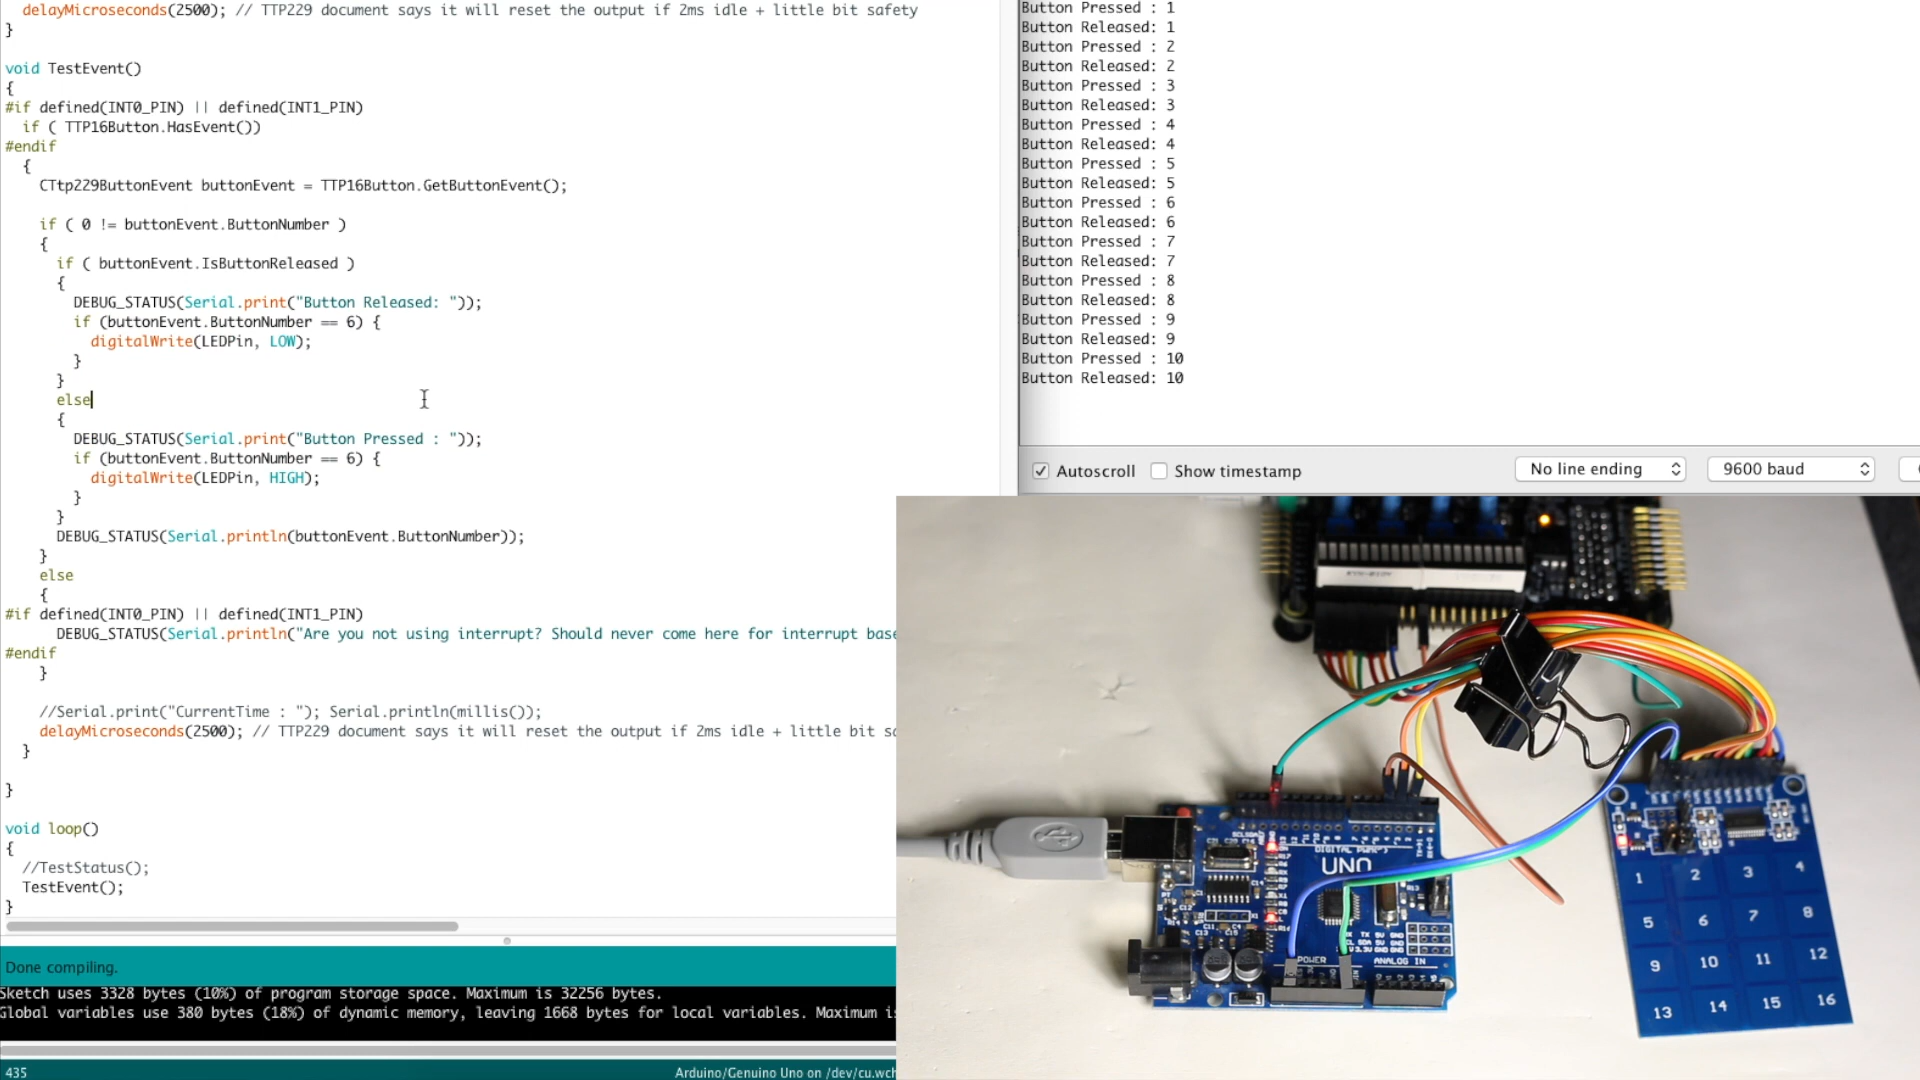 delayMicroseconds(2500); // TTP229 document says it will reset the output if 2ms idle + little bit safety
}
void TestEvent()
{
#if defined(INT0_PIN) || defined(INT1_PIN)
if ( TTP16Button.HasEvent())
#endif
{
CTtp229ButtonEvent buttonEvent = TTP16Button.GetButtonEvent();
if ( 0 != buttonEvent.ButtonNumber )
{
if ( buttonEvent.IsButtonReleased )
{
DEBUG_STATUS(Serial.print("Button Released: "));
if (buttonEvent.ButtonNumber == 6) {
digitalWrite(LEDPin, LOW);
}
}
else
{
DEBUG_STATUS(Serial.print("Button Pressed : "));
if (buttonEvent.ButtonNumber == 6) {
digitalWrite(LEDPin, HIGH);
}
}
DEBUG_STATUS(Serial.println(buttonEvent.ButtonNumber));
}
else
{
#if defined(INT0_PIN) || defined(INT1_PIN)
DEBUG_STATUS(Serial.println("Are you not using interrupt? Should never come here for interrupt base
#endif
}
//Serial.print("CurrentTime : "); Serial.println(millis());
delayMicroseconds(2500); // TTP229 document says it will reset the output if 2ms idle + little bit sa
}
}
void loop()
{
//TestStatus();
TestEvent();
}
Done compiling.
Sketch uses 3328 bytes (10%) of program storage space. Maximum is 32256 bytes.
Global variables use 380 bytes (18%) of dynamic memory, leaving 1668 bytes for local variables. Maximum is
435
Arduino/Genuino Uno on /dev/cu.wch
Button Pressed : 1
Button Released: 1
Button Pressed : 2
Button Released: 2
Button Pressed : 3
Button Released: 3
Button Pressed : 4
Button Released: 4
Button Pressed : 5
Button Released: 5
Button Pressed : 6
Button Released: 6
Button Pressed : 7
Button Released: 7
Button Pressed : 8
Button Released: 8
Button Pressed : 9
Button Released: 9
Button Pressed : 10
Button Released: 10
Autoscroll
Show timestamp
No line ending
9600 baud
DIGITAL
UNO
POWER
ANALOG IN
1 2 3 4
5 6 7 8
9 10 11 12
13 14 15 16